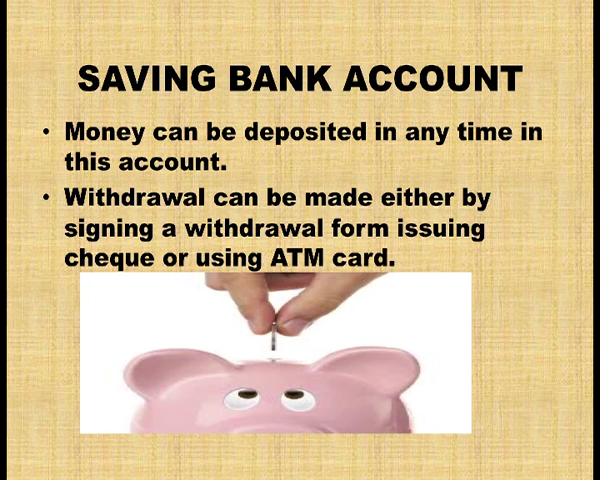 SAVING BANK ACCOUNT
• Money can be deposited in any time in
this account.
• Withdrawal can be made either by
signing a withdrawal form issuing
cheque or using ATM card.